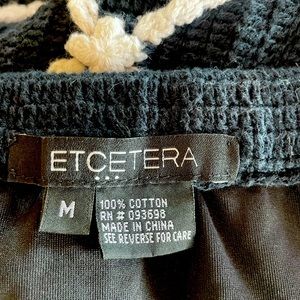 ETCETERA
M
100% COTTON
RN # 093698
MADE IN CHINA
SEE REVERSE FOR CARE